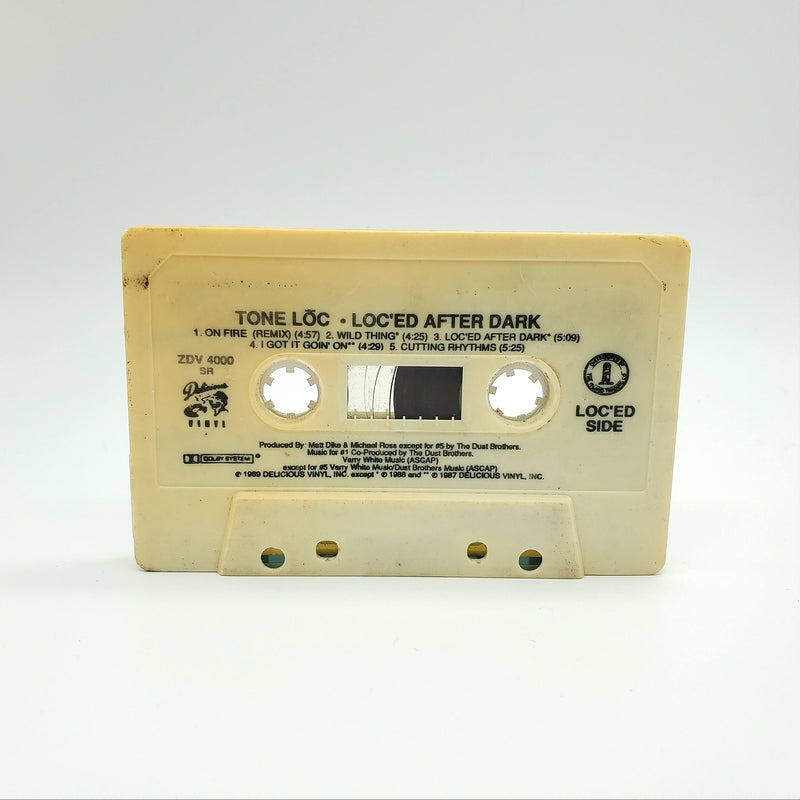 TONE LŌC • LOC'ED AFTER DARK
1. ON FIRE (REMIX) (4:57) 2. WILD THING* (4:25) 3. LOC'ED AFTER DARK* (5:09)
4. I GOT IT GOIN' ON** (4:29) 5. CUTTING RHYTHMS (5:25)
ZDV 4000
SR
Delicious
VINYL
LOC'ED
SIDE
Produced By: Matt Dike & Michael Ross except for #5 by The Dust Brothers.
Music for #1 Co-Produced by The Dust Brothers.
Varry White Music (ASCAP)
except for #5 Varry White Music/Dust Brothers Music (ASCAP)
℗ 1989 DELICIOUS VINYL, INC. except * ℗ 1988 and ** ℗ 1987 DELICIOUS VINYL, INC.
DOLBY SYSTEM ®